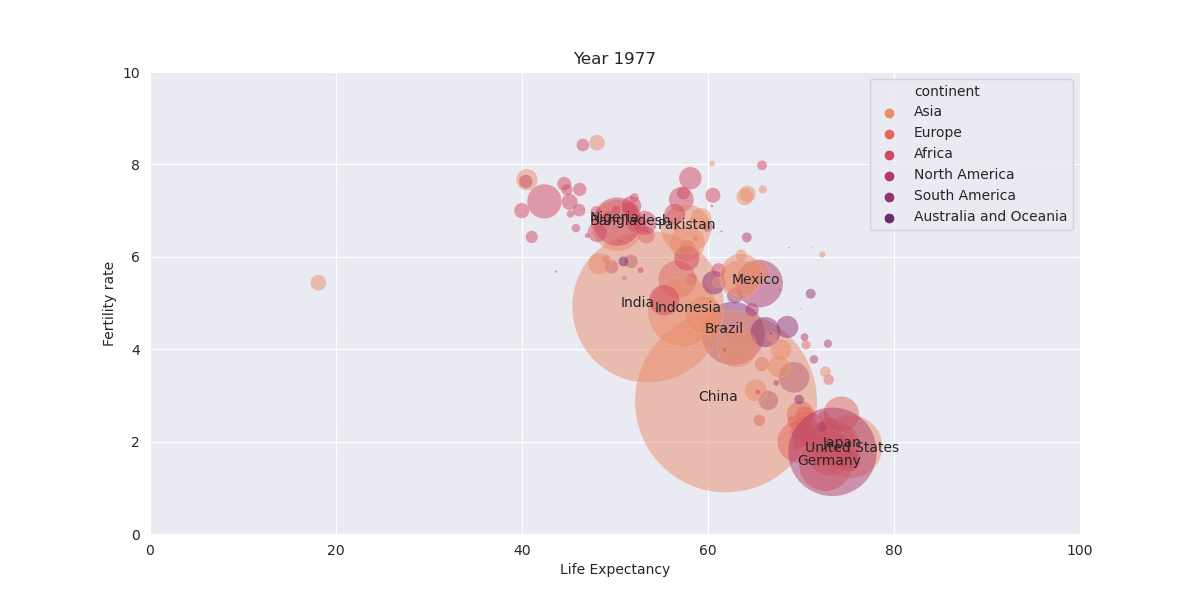 Year 1977
10
8
6
4
2
0
Fertility rate
continent
Asia
Europe
Africa
North America
South America
Australia and Oceania
Nigeria
Bangladesh
Pakistan
Mexico
India
Indonesia
Brazil
China
Japan
United States
Germany
0
20
40
60
80
100
Life Expectancy